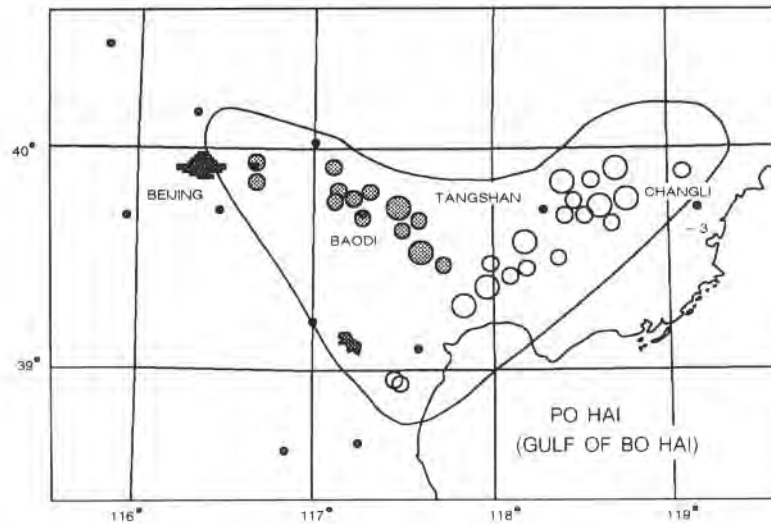 40°
BEIJING
TANGSHAN
CHANGLI
BAODI
- 3
39°
PO HAI
(GULF OF BO HAI)
116°
117°
118°
119°